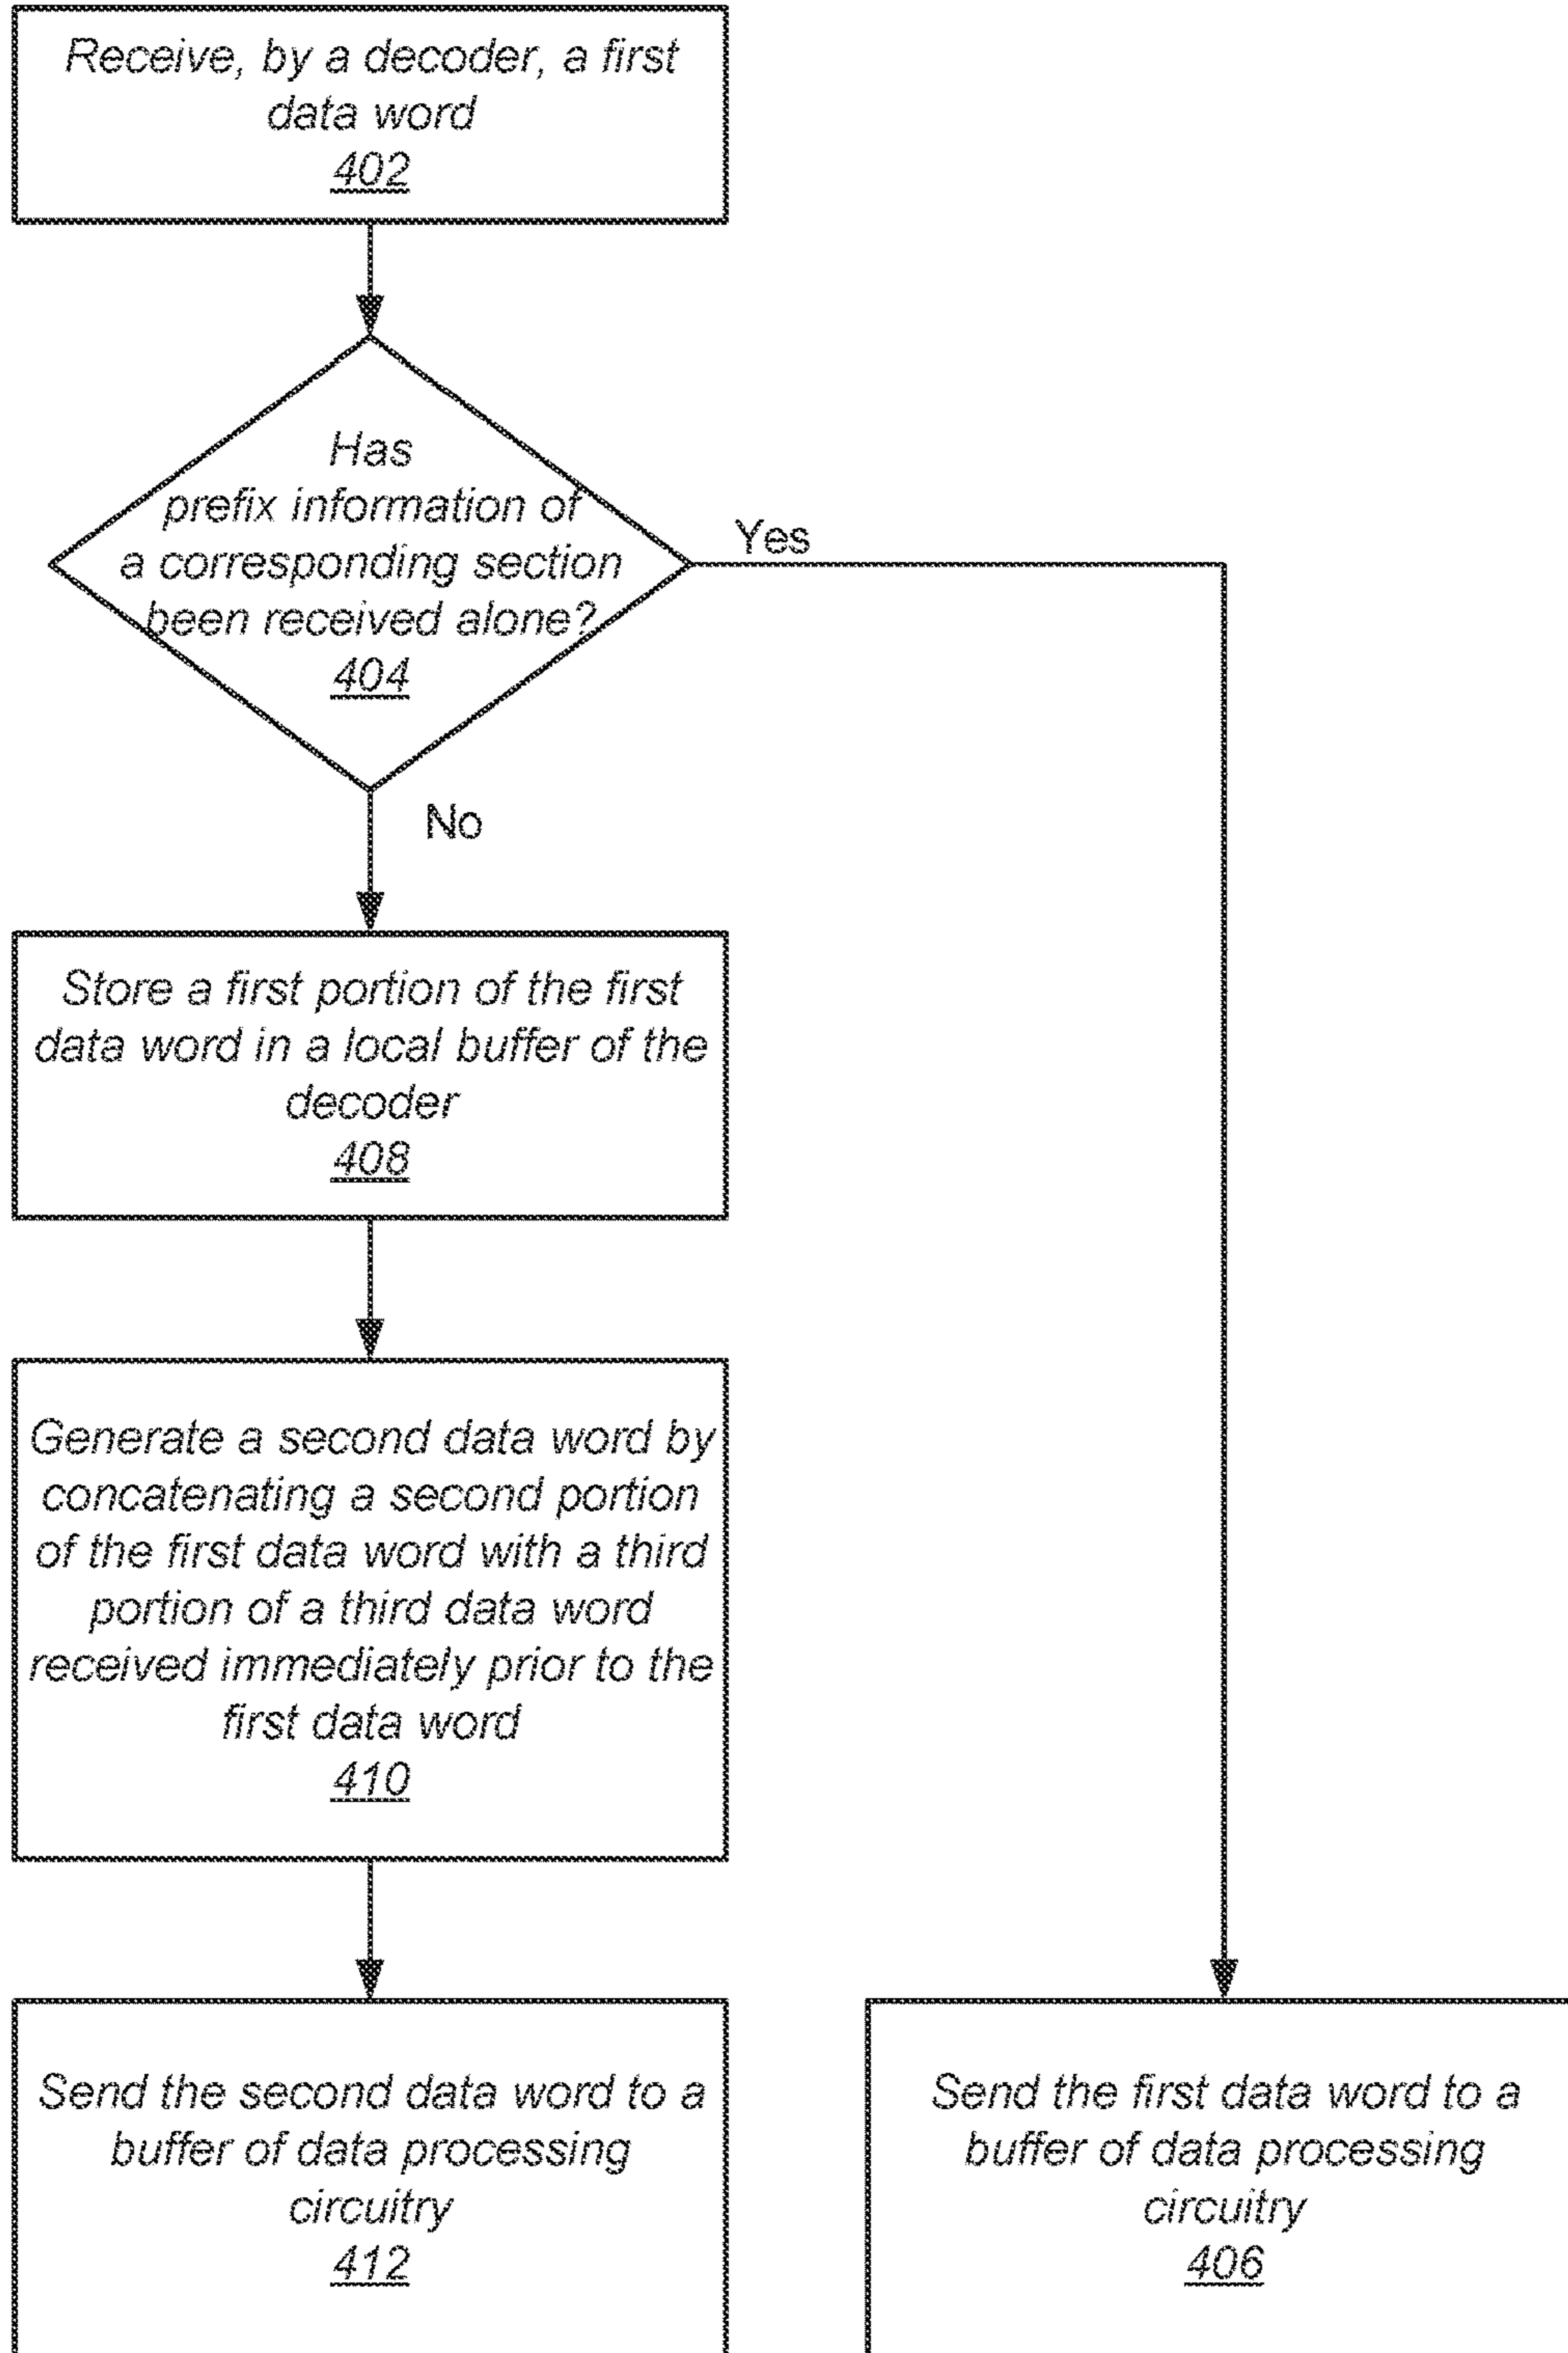 Receive, by a decoder, a first
data word
402
Has
prefix information of
a corresponding section
been received alone?
404
Yes
No
Store a first portion of the first
data word in a local buffer of the
decoder
408
Generate a second data word by
concatenating a second portion
of the first data word with a third
portion of a third data word
received immediately prior to the
first data word
410
Send the second data word to a
buffer of data processing
circuitry
412
Send the first data word to a
buffer of data processing
circuitry
406